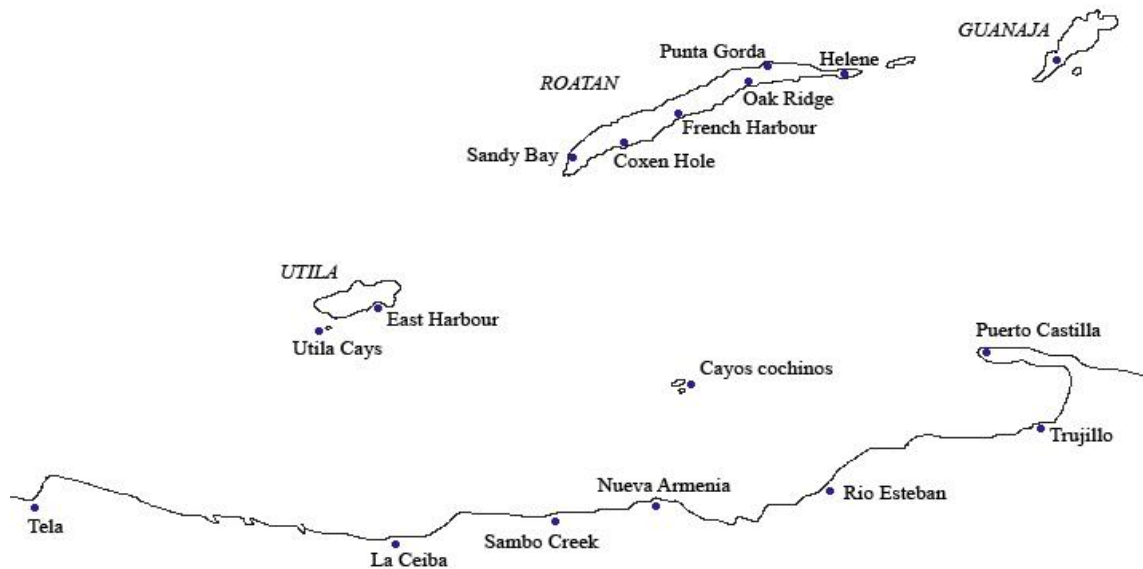 GUANAJA
Punta Gorda
Helene
ROATAN
Oak Ridge
French Harbour
Sandy Bay
Coxen Hole
UTILA
East Harbour
Utila Cays
Puerto Castilla
Cayos cochinos
Trujillo
Nueva Armenia
Rio Esteban
Tela
Sambo Creek
La Ceiba